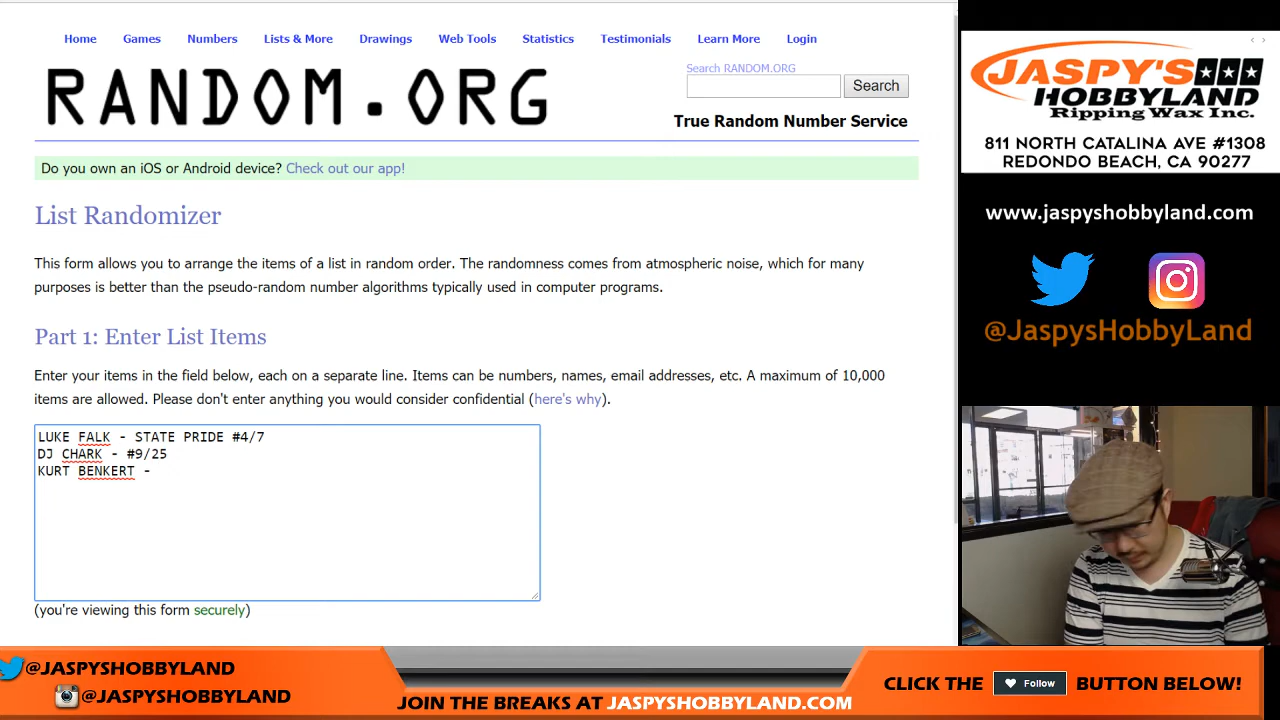 Home Games Numbers Lists & More Drawings Web Tools Statistics Testimonials Learn More Login
RANDOM.ORG
Search RANDOM.ORG
Search
True Random Number Service
Do you own an iOS or Android device? Check out our app!
List Randomizer
This form allows you to arrange the items of a list in random order. The randomness comes from atmospheric noise, which for many
purposes is better than the pseudo-random number algorithms typically used in computer programs.
Part 1: Enter List Items
Enter your items in the field below, each on a separate line. Items can be numbers, names, email addresses, etc. A maximum of 10,000
items are allowed. Please don't enter anything you would consider confidential (here's why).
LUKE FALK - STATE PRIDE #4/7
DJ CHARK - #9/25
KURT BENKERT -
(you're viewing this form securely)
JASPY'S
HOBBYLAND
Ripping Wax Inc.
811 NORTH CATALINA AVE #1308
REDONDO BEACH, CA 90277
www.jaspyshobbyland.com
@JaspysHobbyLand
@JASPYSHOBBYLAND
@JASPYSHOBBYLAND
JOIN THE BREAKS AT JASPYSHOBBYLAND.COM
CLICK THE Follow BUTTON BELOW!